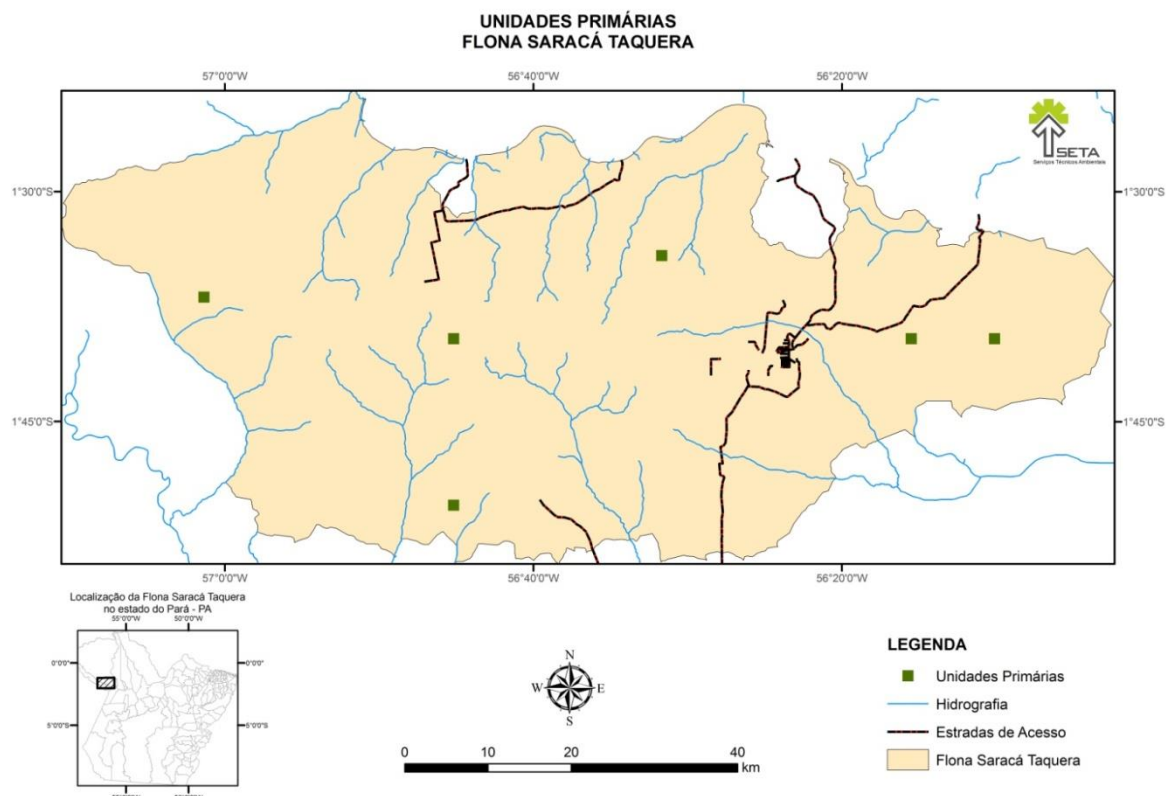 UNIDADES PRIMÁRIAS
FLONA SARACÁ TAQUERA
57°0'0"W 56°40'0"W 56°20'0"W
SETA
Serviços Técnicos Ambientais
1°30'0"S 1°30'0"S
1°45'0"S 1°45'0"S
57°0'0"W 56°40'0"W 56°20'0"W
Localização da Flona Saracá Taquera
no estado do Pará - PA
55°0'0"W 50°0'0"W
0°0'0" 0°0'0"
5°0'0"S 5°0'0"S
N
W E
S
0 10 20 40
km
LEGENDA
Unidades Primárias
Hidrografia
Estradas de Acesso
Flona Saracá Taquera